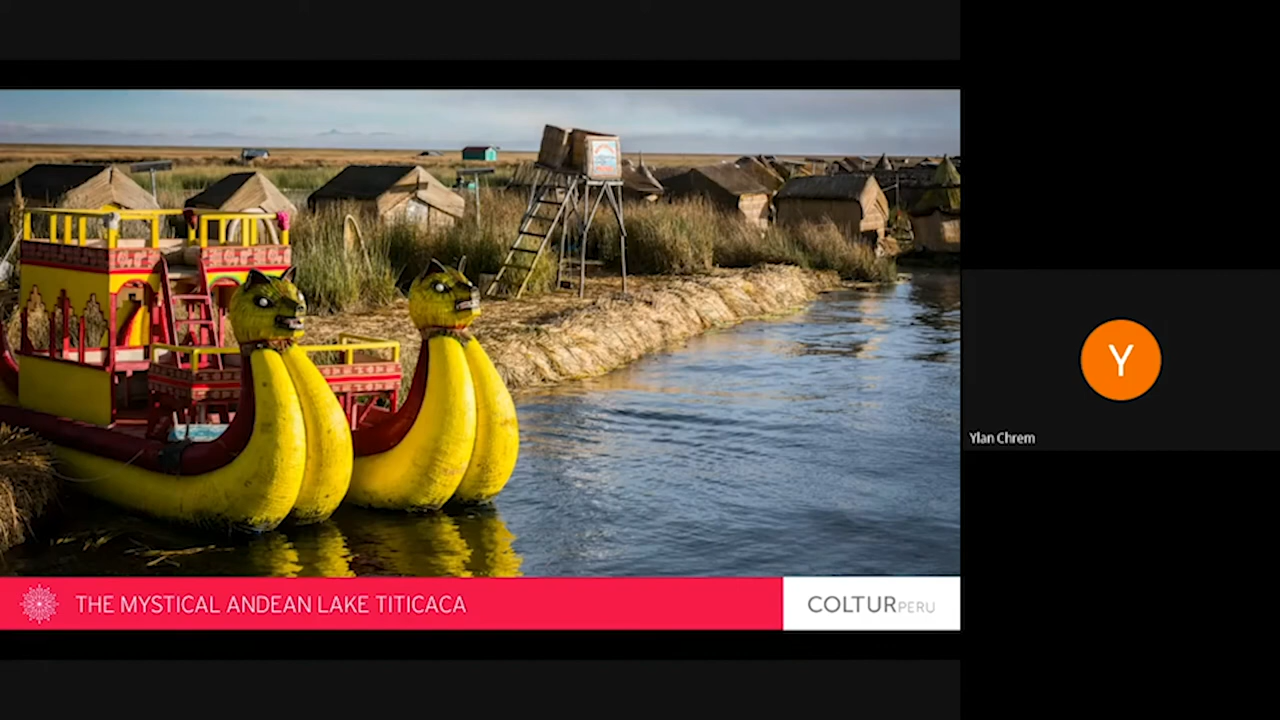 THE MYSTICAL ANDEAN LAKE TITICACA
COLTURPERU
Y
Ylan Chrem